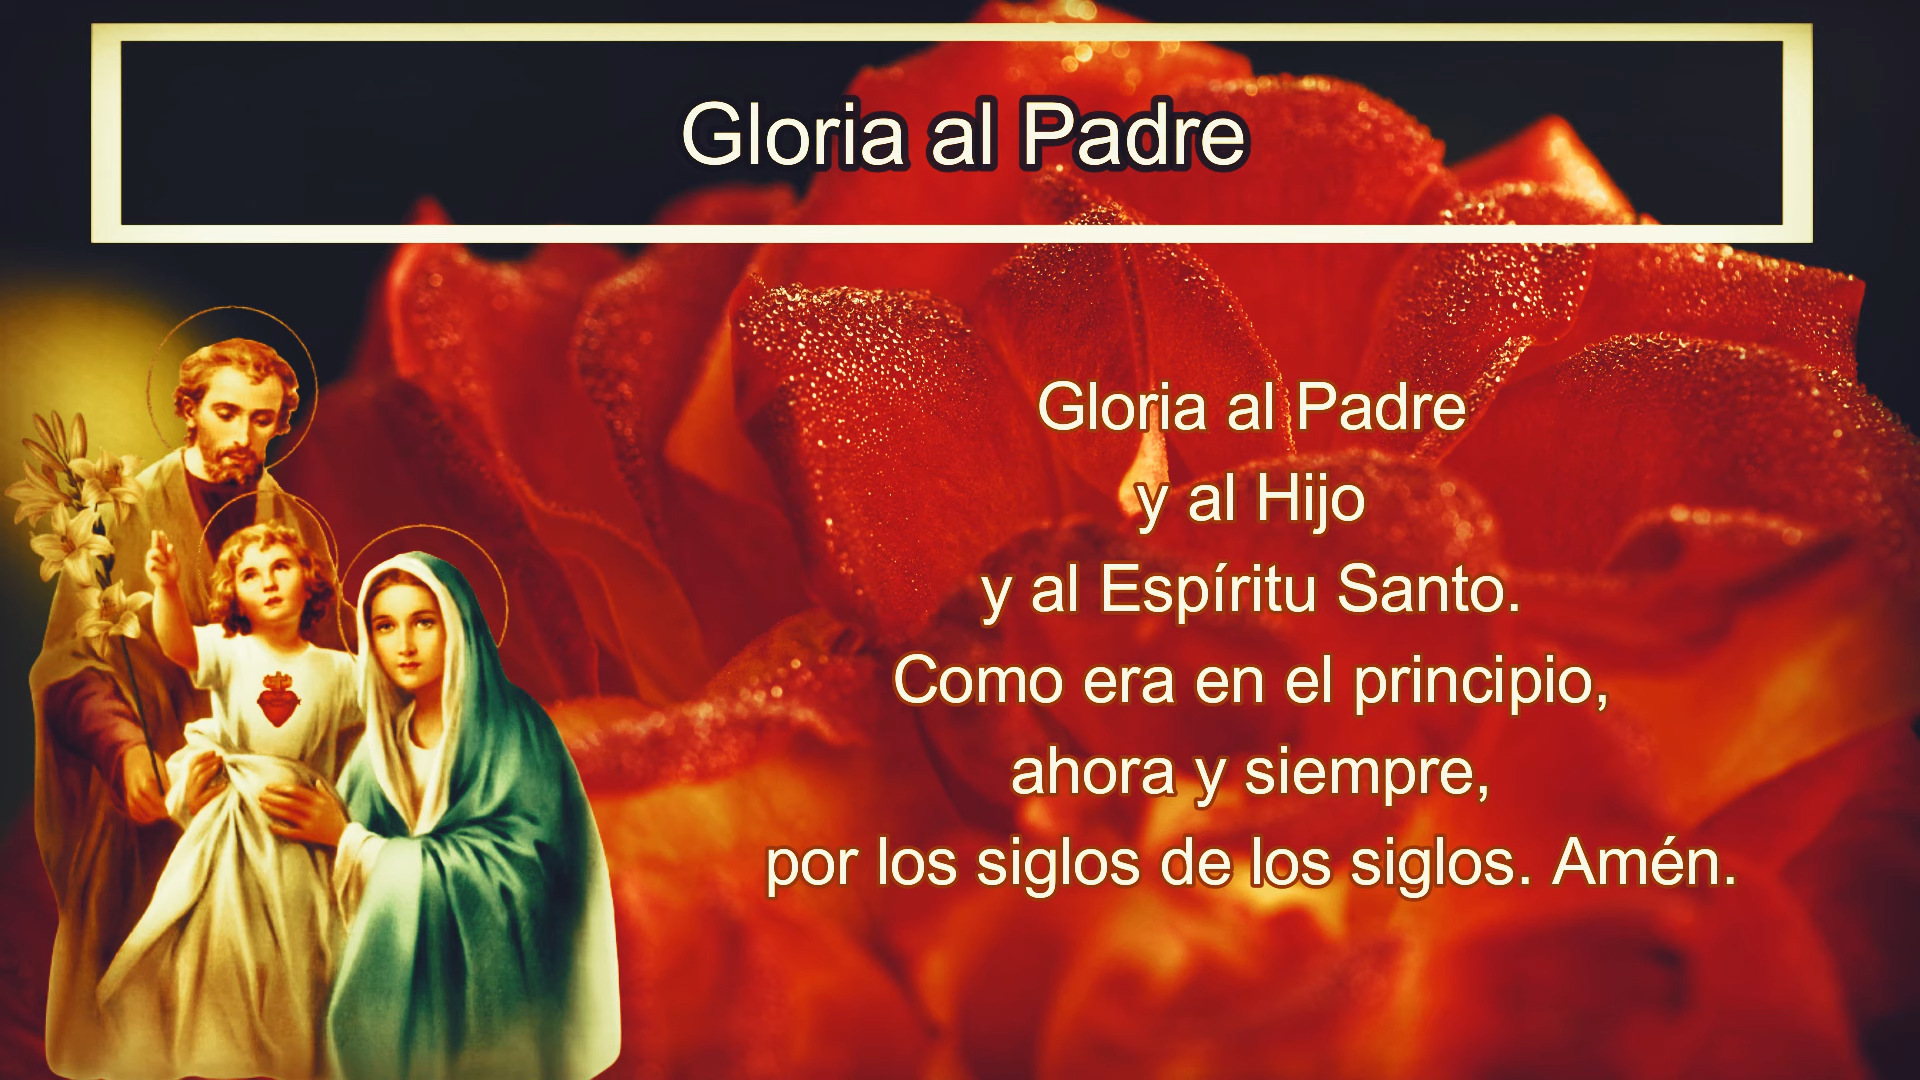 Gloria al Padre
Gloria al Padre
y al Hijo
y al Espíritu Santo.
Como era en el principio,
ahora y siempre,
por los siglos de los siglos. Amén.